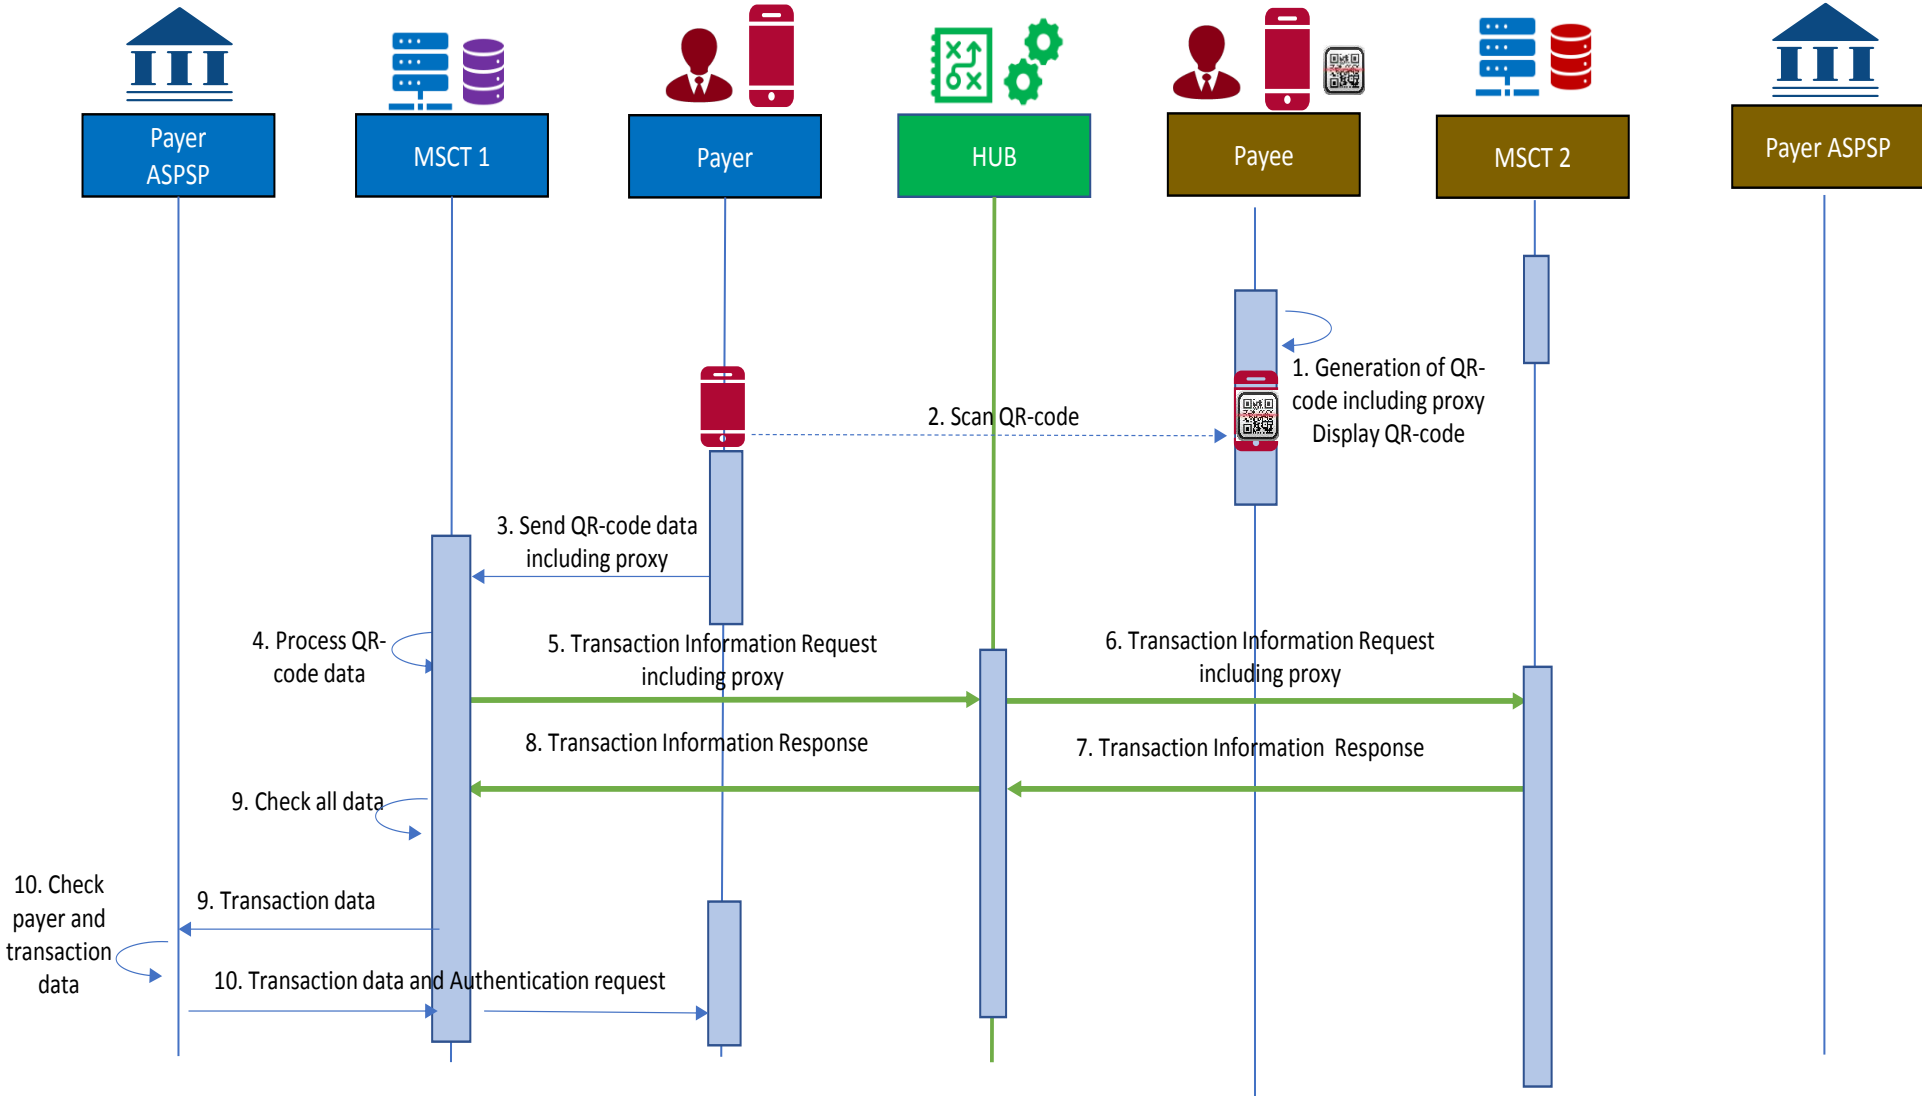 Payer
ASPSP
MSCT 1
Payer
HUB
Payee
MSCT 2
Payer ASPSP
1. Generation of QR-
code including proxy
Display QR-code
2. Scan QR-code
3. Send QR-code data
including proxy
4. Process QR-
code data
5. Transaction Information Request
including proxy
6. Transaction Information Request
including proxy
8. Transaction Information Response
7. Transaction Information  Response
9. Check all data
10. Check
payer and
transaction
data
9. Transaction data
10. Transaction data and Authentication request